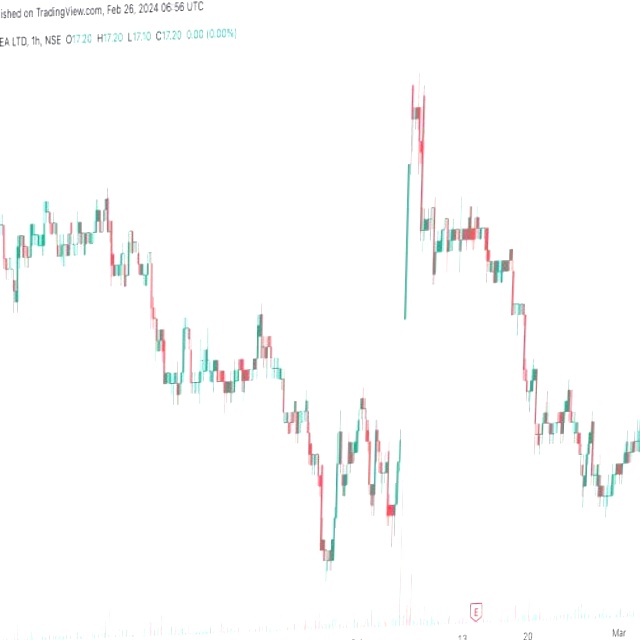 ished on TradingView.com, Feb 26, 2024 06:56 UTC
EA LTD, 1h, NSE O17.20 H17.20 L17.10 C17.20 0.00 (0.00%)
E
13 20 Mar